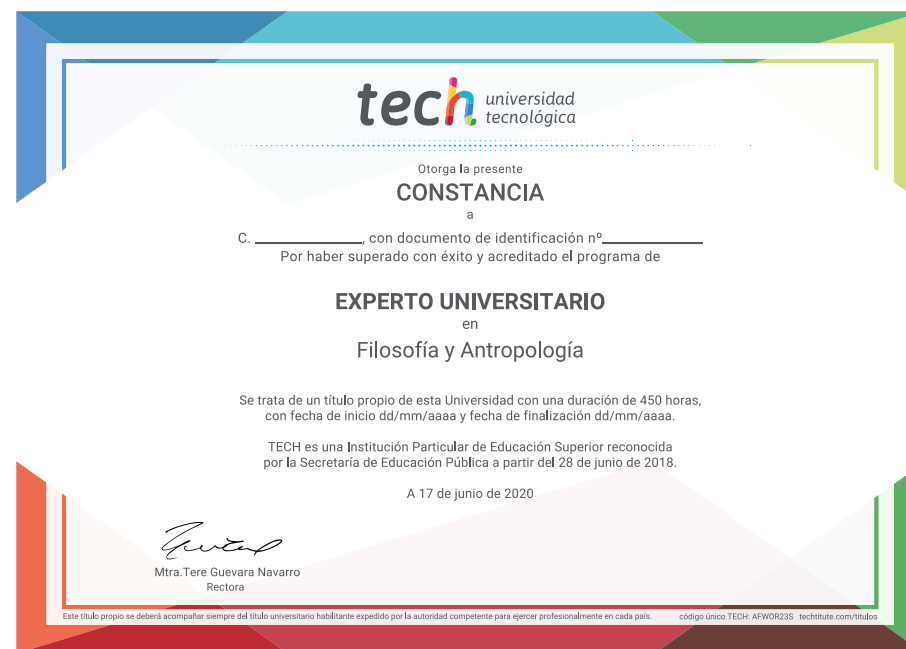 tech universidad
tecnológica
Otorga la presente
CONSTANCIA
a
C. ____________, con documento de identificación nº____________
Por haber superado con éxito y acreditado el programa de
EXPERTO UNIVERSITARIO
en
Filosofía y Antropología
Se trata de un título propio de esta Universidad con una duración de 450 horas,
con fecha de inicio dd/mm/aaaa y fecha de finalización dd/mm/aaaa.
TECH es una Institución Particular de Educación Superior reconocida
por la Secretaría de Educación Pública a partir del 28 de junio de 2018.
A 17 de junio de 2020
Mtra.Tere Guevara Navarro
Rectora
Este título propio se deberá acompañar siempre del título universitario habilitante expedido por la autoridad competente para ejercer profesionalmente en cada país. código único TECH: AFWOR23S techtitute.com/titulos